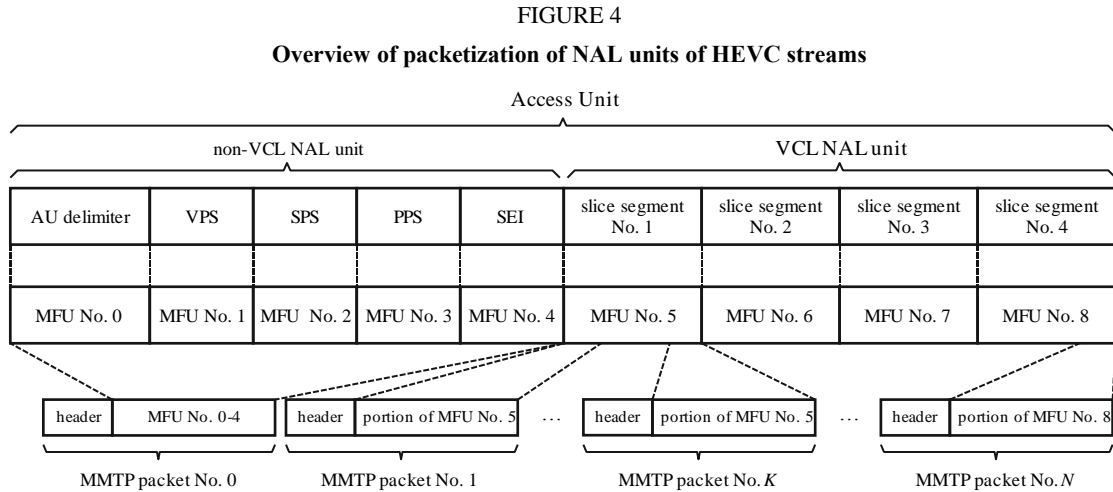 FIGURE 4
Overview of packetization of NAL units of HEVC streams
Access Unit
non-VCL NAL unit
VCL NAL unit
AU delimiter
VPS
SPS
PPS
SEI
slice segment
No. 1
slice segment
No. 2
slice segment
No. 3
slice segment
No. 4
MFU No. 0
MFU No. 1
MFU No. 2
MFU No. 3
MFU No. 4
MFU No. 5
MFU No. 6
MFU No. 7
MFU No. 8
header
MFU No. 0-4
header
portion of MFU No. 5
...
header
portion of MFU No. 5
...
header
portion of MFU No. 8
MMTP packet No. 0
MMTP packet No. 1
MMTP packet No. K
MMTP packet No. N